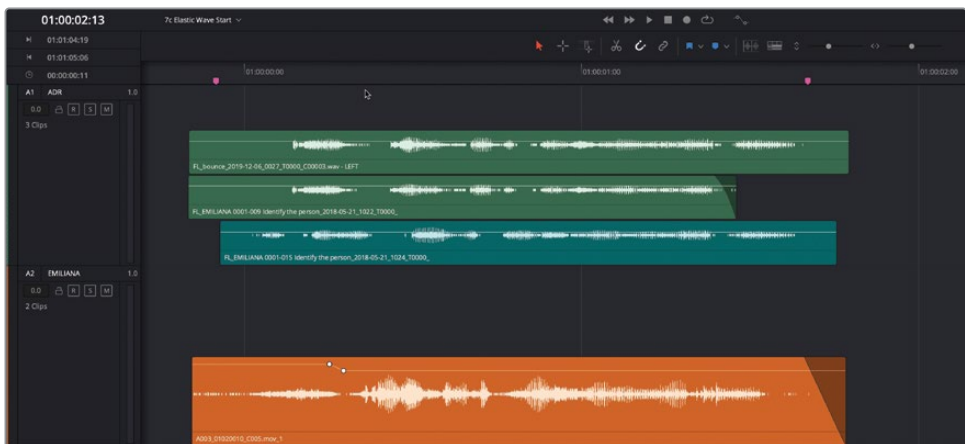 01:00:02:13
7c Elastic Wave Start
01:01:04:19
01:01:05:06
00:00:00:11
01:00:00:00
01:00:01:00
01:00:02:00
A1 ADR 1.0
0.0 R S M
3 Clips
FL_bounce_2019-12-06_0027_T0000_C00003.wav - LEFT
FL_EMILIANA 0001-009 Identify the person_2018-05-21_1022_T0000_
FL_EMILIANA 0001-015 Identify the person_2018-05-21_1024_T0000_
A2 EMILIANA 1.0
0.0 R S M
2 Clips
A003_01020010_C005.mov_1